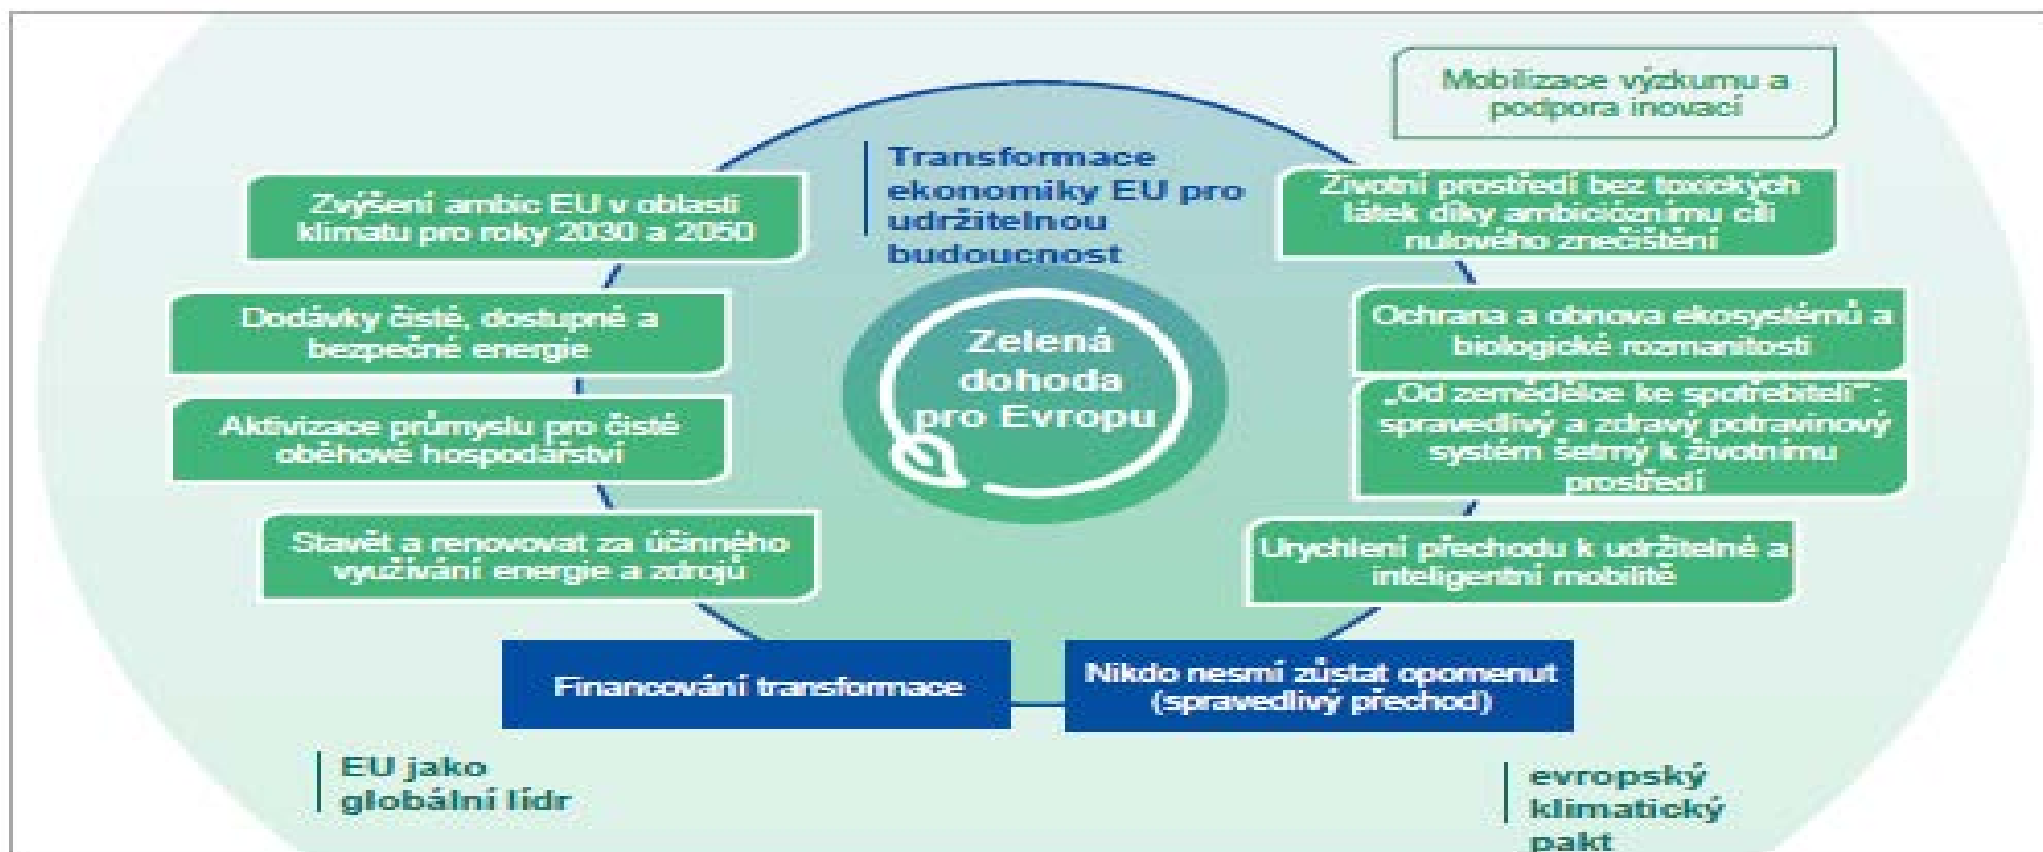 Mobilizace výzkumu a
podpora inovací
Transformace
ekonomiky EU pro
udržitelnou
budoucnost
Zvýšení ambic EU v oblasti
klimatu pro roky 2030 a 2050
Životní prostředí bez toxických
látek díky ambicióznímu cíli
nulového znečištění
Dodávky čisté, dostupné a
bezpečné energie
Zelená
dohoda
pro Evropu
Ochrana a obnova ekosystémů a
biologické rozmanitosti
Aktivizace průmyslu pro čisté
oběhové hospodářství
„Od zemědělce ke spotřebiteli“:
spravedlivý a zdravý potravinový
systém šetrný k životnímu
prostředí
Stavět a renovovat za účinného
využívání energie a zdrojů
Urychlení přechodu k udržitelné a
inteligentní mobilitě
Financování transformace
Nikdo nesmí zůstat opomenut
(spravedlivý přechod)
EU jako
globální lídr
evropský
klimatický
pakt